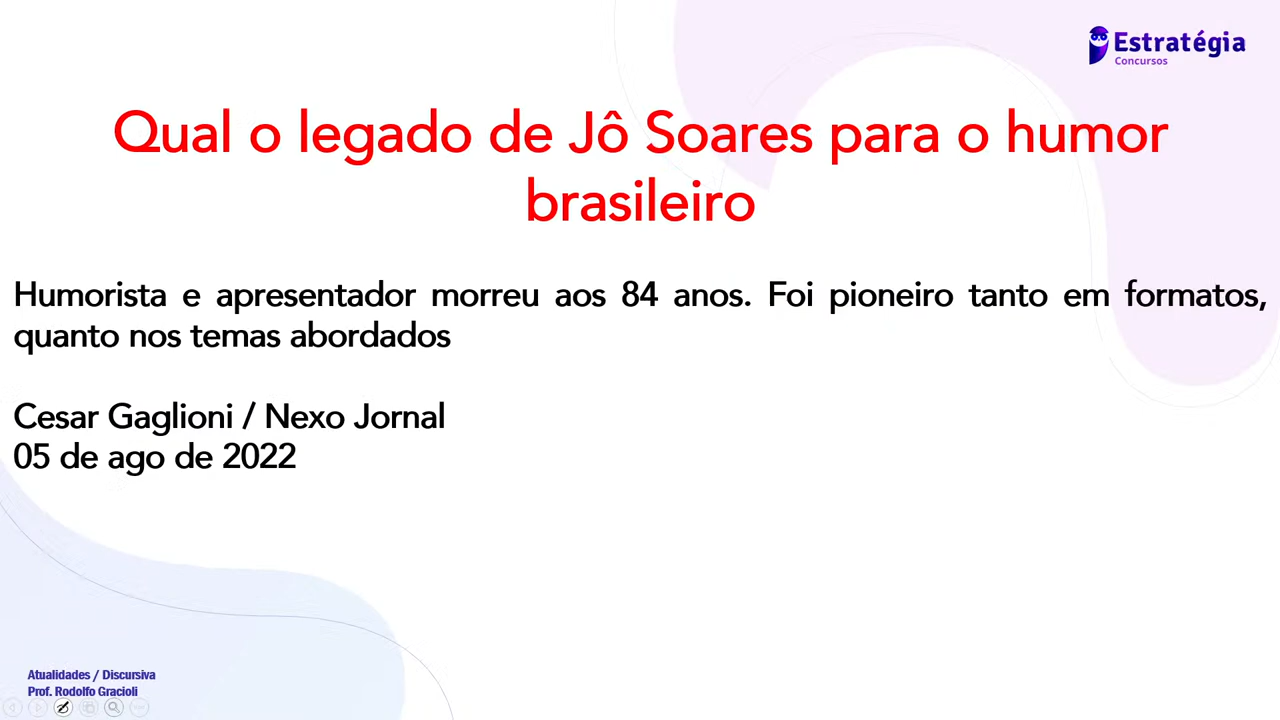 Estratégia
Concursos
Qual o legado de Jô Soares para o humor
brasileiro
Humorista e apresentador morreu aos 84 anos. Foi pioneiro tanto em formatos,
quanto nos temas abordados
Cesar Gaglioni / Nexo Jornal
05 de ago de 2022
Atualidades / Discursiva
Prof. Rodolfo Gracioli